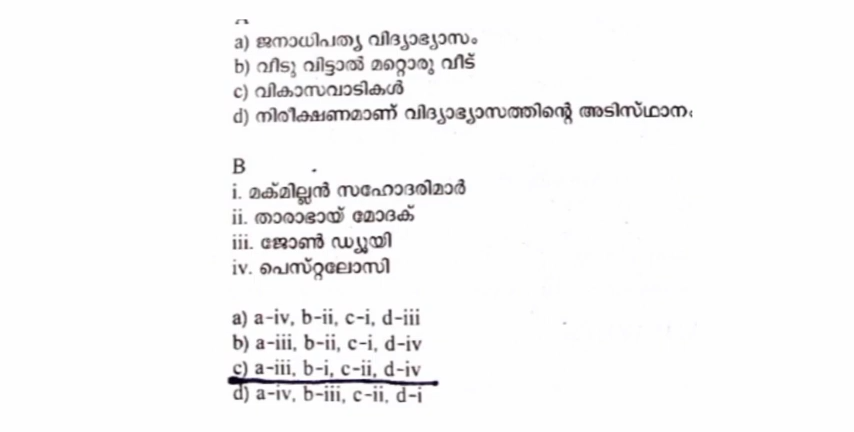 A
a) ജനാധിപത്യ വിദ്യാഭ്യാസം
b) വീടു വിട്ടാൽ മറ്റൊരു വീട്
c) വികാസവാടികൾ
d) നിരീക്ഷണമാണ് വിദ്യാഭ്യാസത്തിന്റെ അടിസ്ഥാനം
B
i. മക്മില്ലൻ സഹോദരിമാർ
ii. താരാഭായ് മോദക്
iii. ജോൺ ഡ്യൂയി
iv. പെസ്റ്റലോസി
a) a-iv, b-ii, c-i, d-iii
b) a-iii, b-ii, c-i, d-iv
c) a-iii, b-i, c-ii, d-iv
d) a-iv, b-iii, c-ii, d-i